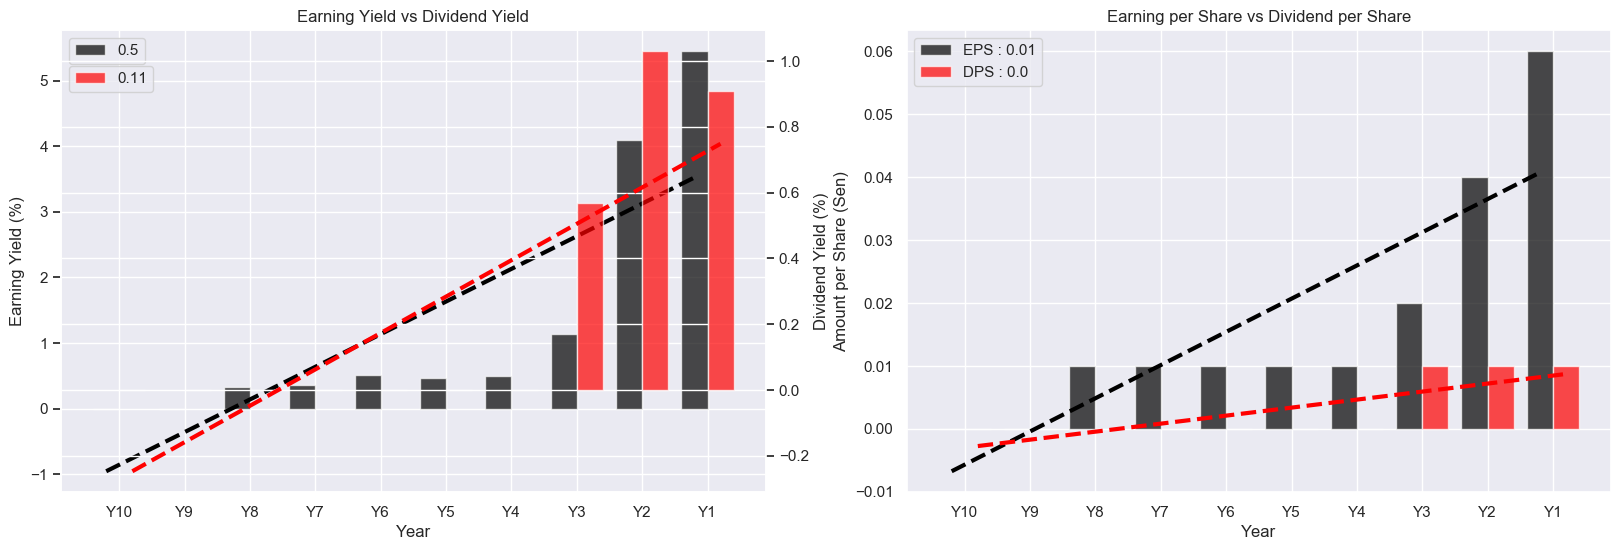 Earning Yield vs Dividend Yield
0.5
0.11
Earning Yield (%)
5
4
3
2
1
0
−1
1.0
0.8
0.6
0.4
0.2
0.0
−0.2
Dividend Yield (%)
Y10 Y9 Y8 Y7 Y6 Y5 Y4 Y3 Y2 Y1
Year
Earning per Share vs Dividend per Share
EPS : 0.01
DPS : 0.0
Amount per Share (Sen)
0.06
0.05
0.04
0.03
0.02
0.01
0.00
−0.01
Y10 Y9 Y8 Y7 Y6 Y5 Y4 Y3 Y2 Y1
Year